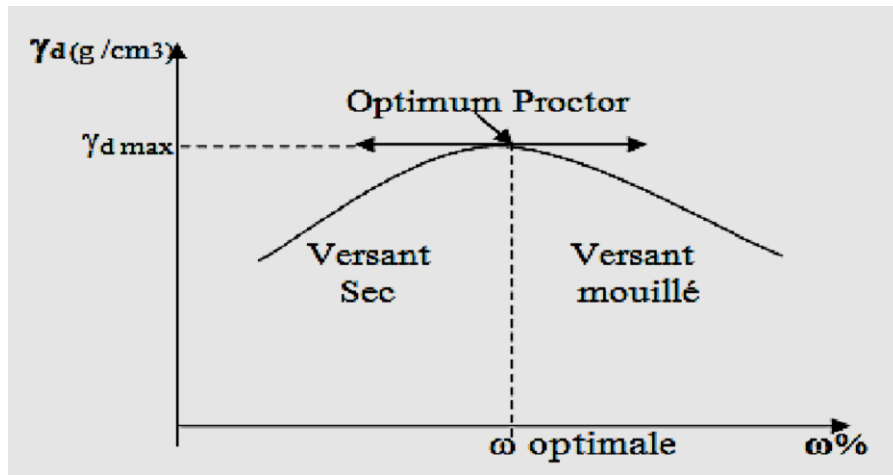 γd (g /cm3)
Optimum Proctor
γd max
Versant
Sec
Versant
mouillé
ω optimale
ω%